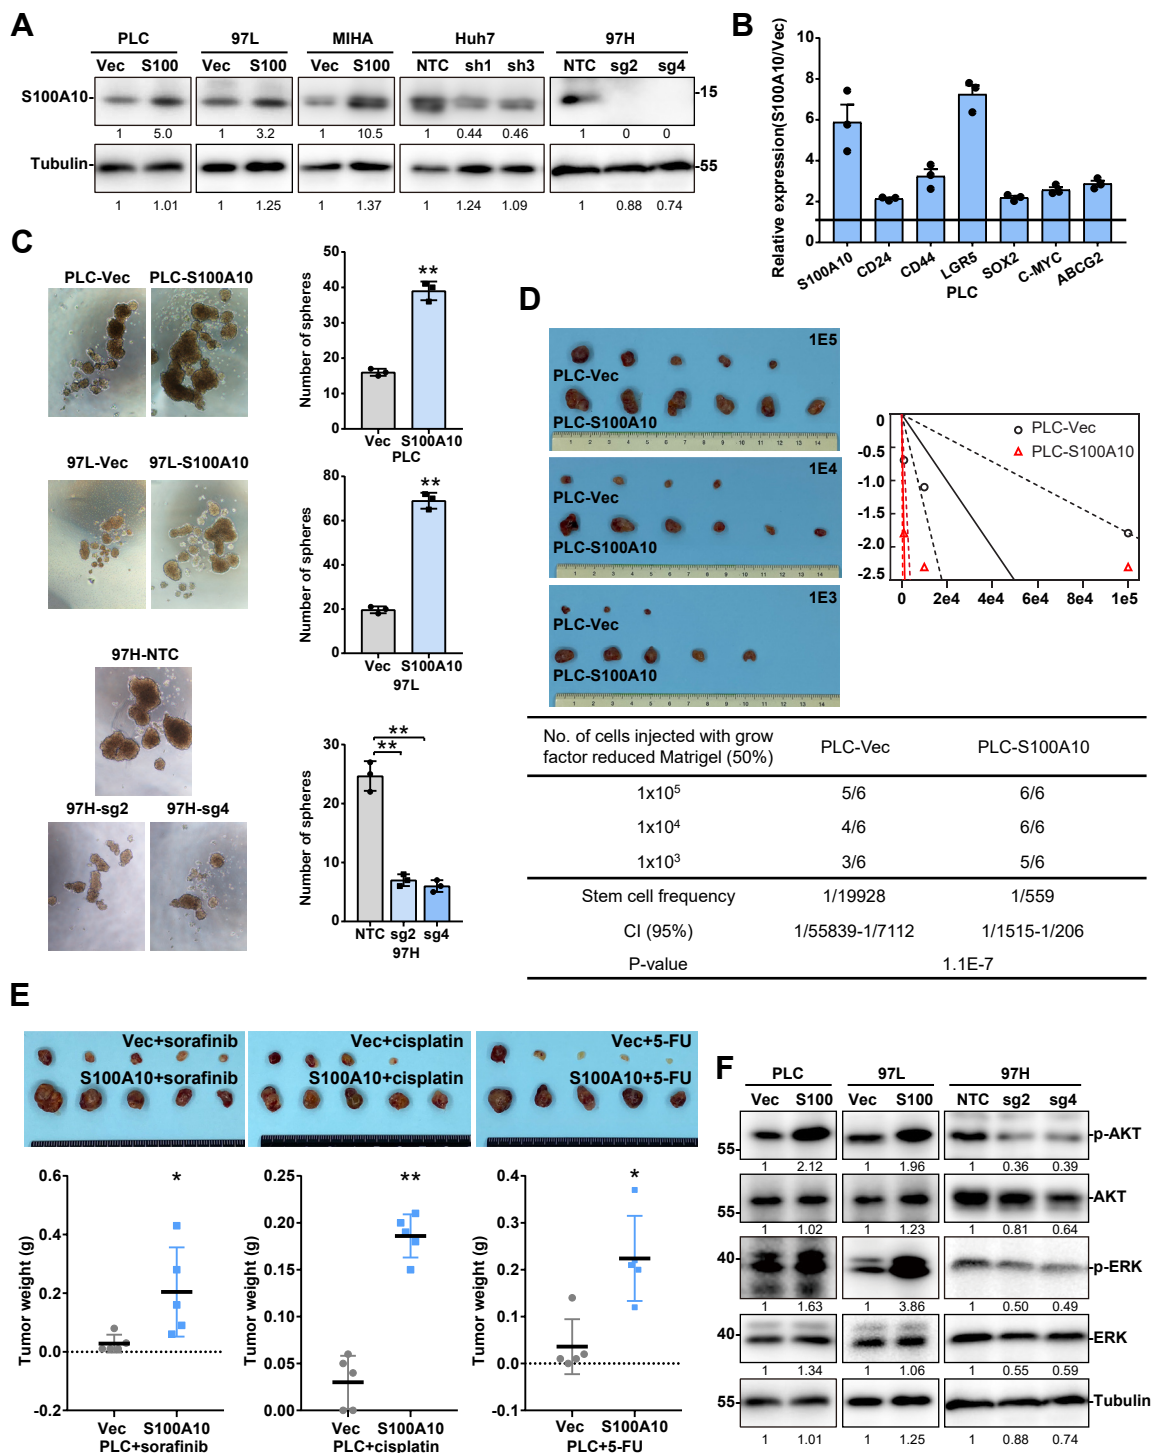 A
PLC 97L MIHA Huh7 97H
Vec S100 Vec S100 Vec S100 NTC sh1 sh3 NTC sg2 sg4
S100A10 -15
1 5.0 1 3.2 1 10.5 1 0.44 0.46 1 0 0
Tubulin -55
1 1.01 1 1.25 1 1.37 1 1.24 1.09 1 0.88 0.74
B
Relative expression(S100A10/Vec)
10
8
6
4
2
0
S100A10 CD24 CD44 LGR5 SOX2 C-MYC ABCG2
PLC
C
PLC-Vec PLC-S100A10
97L-Vec 97L-S100A10
97H-NTC
97H-sg2 97H-sg4
Number of spheres
50
40
30
20
10
0
**
Vec S100A10
PLC
Number of spheres
80
60
40
20
0
**
Vec S100A10
97L
Number of spheres
30
20
10
0
**
**
NTC sg2 sg4
97H
D
1E5
PLC-Vec
PLC-S100A10
1E4
PLC-Vec
PLC-S100A10
1E3
PLC-Vec
PLC-S100A10
0
-0.5
-1.0
-1.5
-2.0
-2.5
PLC-Vec
PLC-S100A10
0 2e4 4e4 6e4 8e4 1e5
No. of cells injected with grow factor reduced Matrigel (50%) PLC-Vec PLC-S100A10
1x10⁵ 5/6 6/6
1x10⁴ 4/6 6/6
1x10³ 3/6 5/6
Stem cell frequency 1/19928 1/559
CI (95%) 1/55839-1/7112 1/1515-1/206
P-value 1.1E-7
E
Vec+sorafinib
S100A10+sorafinib
Vec+cisplatin
S100A10+cisplatin
Vec+5-FU
S100A10+5-FU
Tumor weight (g)
0.6
0.4
0.2
0.0
-0.2
*
Vec S100A10
PLC+sorafinib
Tumor weight (g)
0.25
0.20
0.15
0.10
0.05
0.00
**
Vec S100A10
PLC+cisplatin
Tumor weight (g)
0.4
0.3
0.2
0.1
0.0
-0.1
*
Vec S100A10
PLC+5-FU
F
PLC 97L 97H
Vec S100 Vec S100 NTC sg2 sg4
55- -p-AKT
1 2.12 1 1.96 1 0.36 0.39
55- -AKT
1 1.02 1 1.23 1 0.81 0.64
40- -p-ERK
1 1.63 1 3.86 1 0.50 0.49
40- -ERK
1 1.34 1 1.06 1 0.55 0.59
55- -Tubulin
1 1.01 1 1.25 1 0.88 0.74